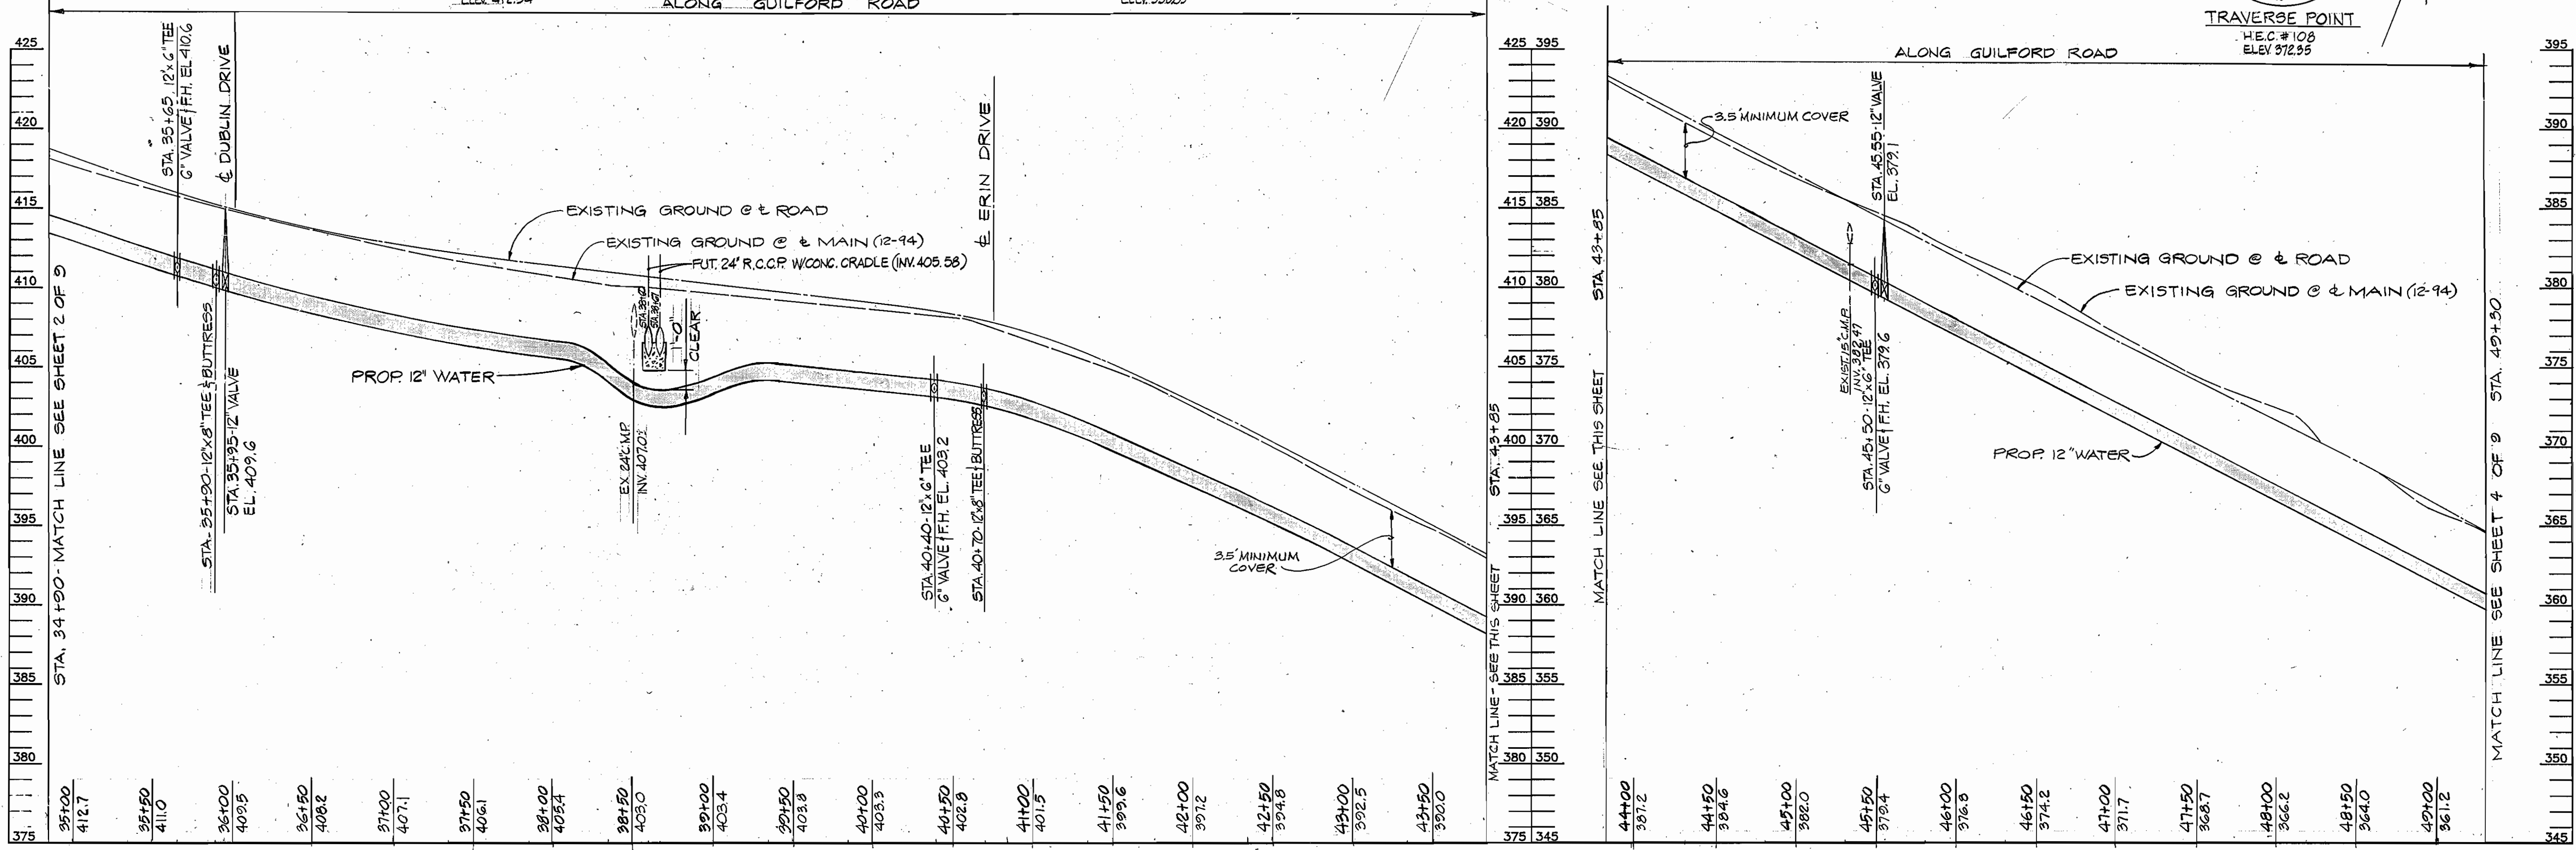 ALONG GUILFORD ROAD
TRAVERSE POINT
H.E.C. #108
ELEV 372.95
ALONG GUILFORD ROAD
425
420
415
410
405
400
395
390
385
380
375
STA. 34+90 - MATCH LINE SEE SHEET 2 OF 9
STA. 35+65, 12"x6" TEE
6" VALVE & F.H. EL 410.6
℄ DUBLIN DRIVE
STA. 35+90-12"x8" TEE & BUTTRESS
STA. 35+95-12" VALVE
EL. 409.6
EXISTING GROUND @ ℄ ROAD
EXISTING GROUND @ ℄ MAIN (12-94)
FUT. 24" R.C.C.P. W/CONC. CRADLE (INV. 405.58)
1'-0"
CLEAR
PROP. 12" WATER
EX. 24" C.M.P.
INV. 407.0±
℄ ERIN DRIVE
STA. 40+40-12"x6" TEE
6" VALVE & F.H. EL. 403.2
STA. 40+70-12"x8" TEE & BUTTRESS
3.5' MINIMUM
COVER
MATCH LINE - SEE THIS SHEET STA. 43+85
425 395
420 390
415 385
410 380
405 375
400 370
395 365
390 360
385 355
380 350
375 345
MATCH LINE SEE THIS SHEET STA. 43+85
3.5' MINIMUM COVER
STA. 45.55-12" VALVE
EL. 379.1
EXIST. 15" C.M.P.
INV. 382.47
STA. 45+50-12"x6" TEE
6" VALVE & F.H. EL. 379.6
EXISTING GROUND @ ℄ ROAD
EXISTING GROUND @ ℄ MAIN (12-94)
PROP. 12" WATER
MATCH LINE SEE SHEET 4 OF 9 STA. 49+30
395
390
385
380
375
370
365
360
355
350
345
35+00
412.7
35+50
411.0
36+00
409.5
36+50
408.2
37+00
407.1
37+50
406.1
38+00
405.4
38+50
403.0
39+00
403.4
39+50
403.8
40+00
403.3
40+50
402.8
41+00
401.5
41+50
399.6
42+00
397.2
42+50
394.8
43+00
392.5
43+50
390.0
44+00
387.2
44+50
384.6
45+00
382.0
45+50
379.4
46+00
376.8
46+50
374.2
47+00
371.7
47+50
368.7
48+00
366.2
48+50
364.0
49+00
361.2